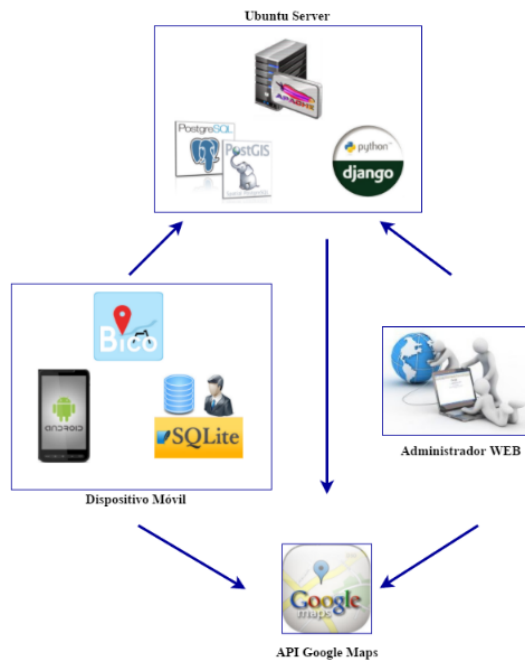 Ubuntu Server
APACHE
PostgreSQL
PostGIS
python
django
Bico
ANDROID
SQLite
Dispositivo Móvil
Administrador WEB
Google
maps
API Google Maps